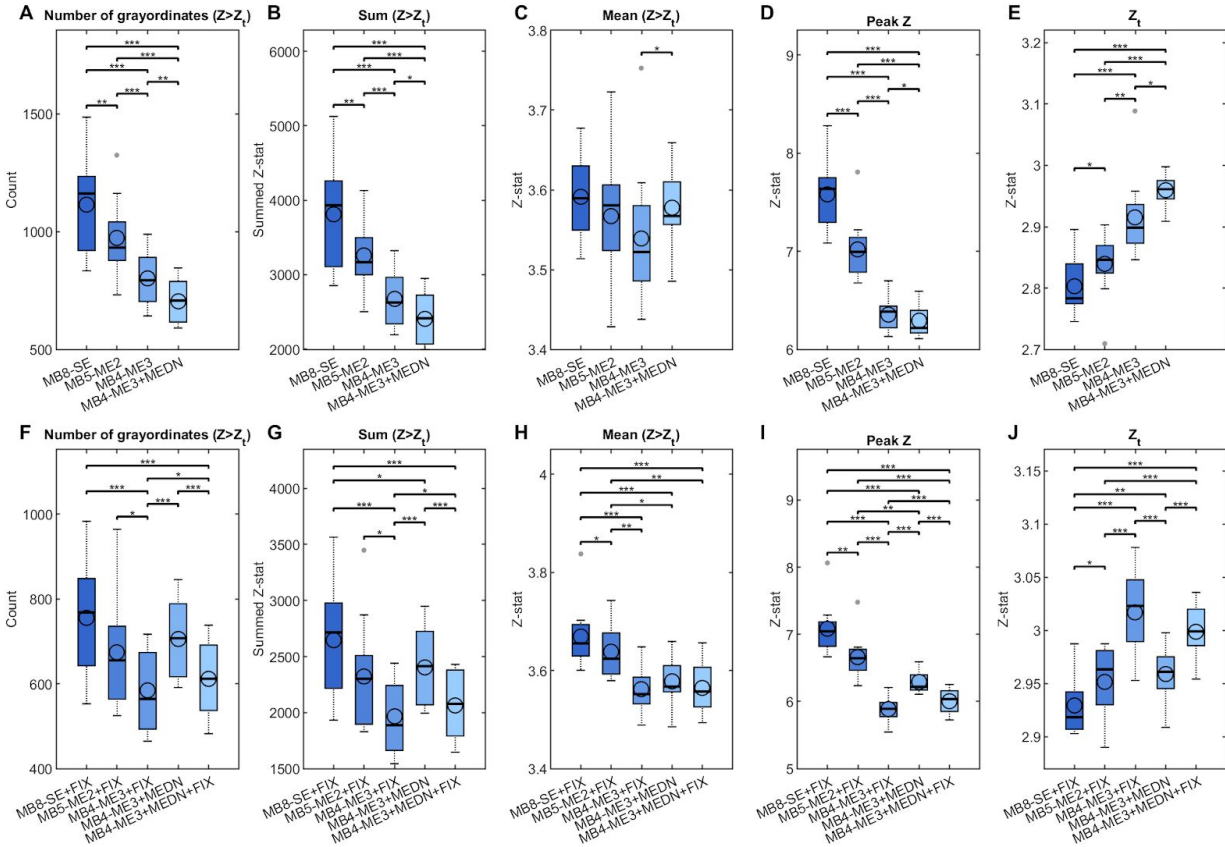 A
Number of grayordinates (Z>Zt)
***
***
***
**
***
**
1500
1000
500
Count
MB8-SE
MB5-ME2
MB4-ME3
MB4-ME3+MEDN
B
Sum (Z>Zt)
***
***
***
*
***
**
6000
5000
4000
3000
2000
Summed Z-stat
MB8-SE
MB5-ME2
MB4-ME3
MB4-ME3+MEDN
C
Mean (Z>Zt)
*
3.8
3.7
3.6
3.5
3.4
Z-stat
MB8-SE
MB5-ME2
MB4-ME3
MB4-ME3+MEDN
D
Peak Z
***
***
***
*
***
***
9
8
7
6
Z-stat
MB8-SE
MB5-ME2
MB4-ME3
MB4-ME3+MEDN
E
Zt
***
***
***
*
**
*
3.2
3.1
3
2.9
2.8
2.7
Z-stat
MB8-SE
MB5-ME2
MB4-ME3
MB4-ME3+MEDN
F
Number of grayordinates (Z>Zt)
***
*
***
***
***
*
1000
800
600
400
Count
MB8-SE+FIX
MB5-ME2+FIX
MB4-ME3+FIX
MB4-ME3+MEDN
MB4-ME3+MEDN+FIX
G
Sum (Z>Zt)
***
*
*
***
***
***
*
4000
3500
3000
2500
2000
1500
Summed Z-stat
MB8-SE+FIX
MB5-ME2+FIX
MB4-ME3+FIX
MB4-ME3+MEDN
MB4-ME3+MEDN+FIX
H
Mean (Z>Zt)
***
**
***
*
***
**
*
4
3.8
3.6
3.4
Z-stat
MB8-SE+FIX
MB5-ME2+FIX
MB4-ME3+FIX
MB4-ME3+MEDN
MB4-ME3+MEDN+FIX
I
Peak Z
***
***
***
***
**
***
***
***
***
**
9
8
7
6
5
Z-stat
MB8-SE+FIX
MB5-ME2+FIX
MB4-ME3+FIX
MB4-ME3+MEDN
MB4-ME3+MEDN+FIX
J
Zt
***
***
**
***
***
***
***
*
3.15
3.1
3.05
3
2.95
2.9
Z-stat
MB8-SE+FIX
MB5-ME2+FIX
MB4-ME3+FIX
MB4-ME3+MEDN
MB4-ME3+MEDN+FIX